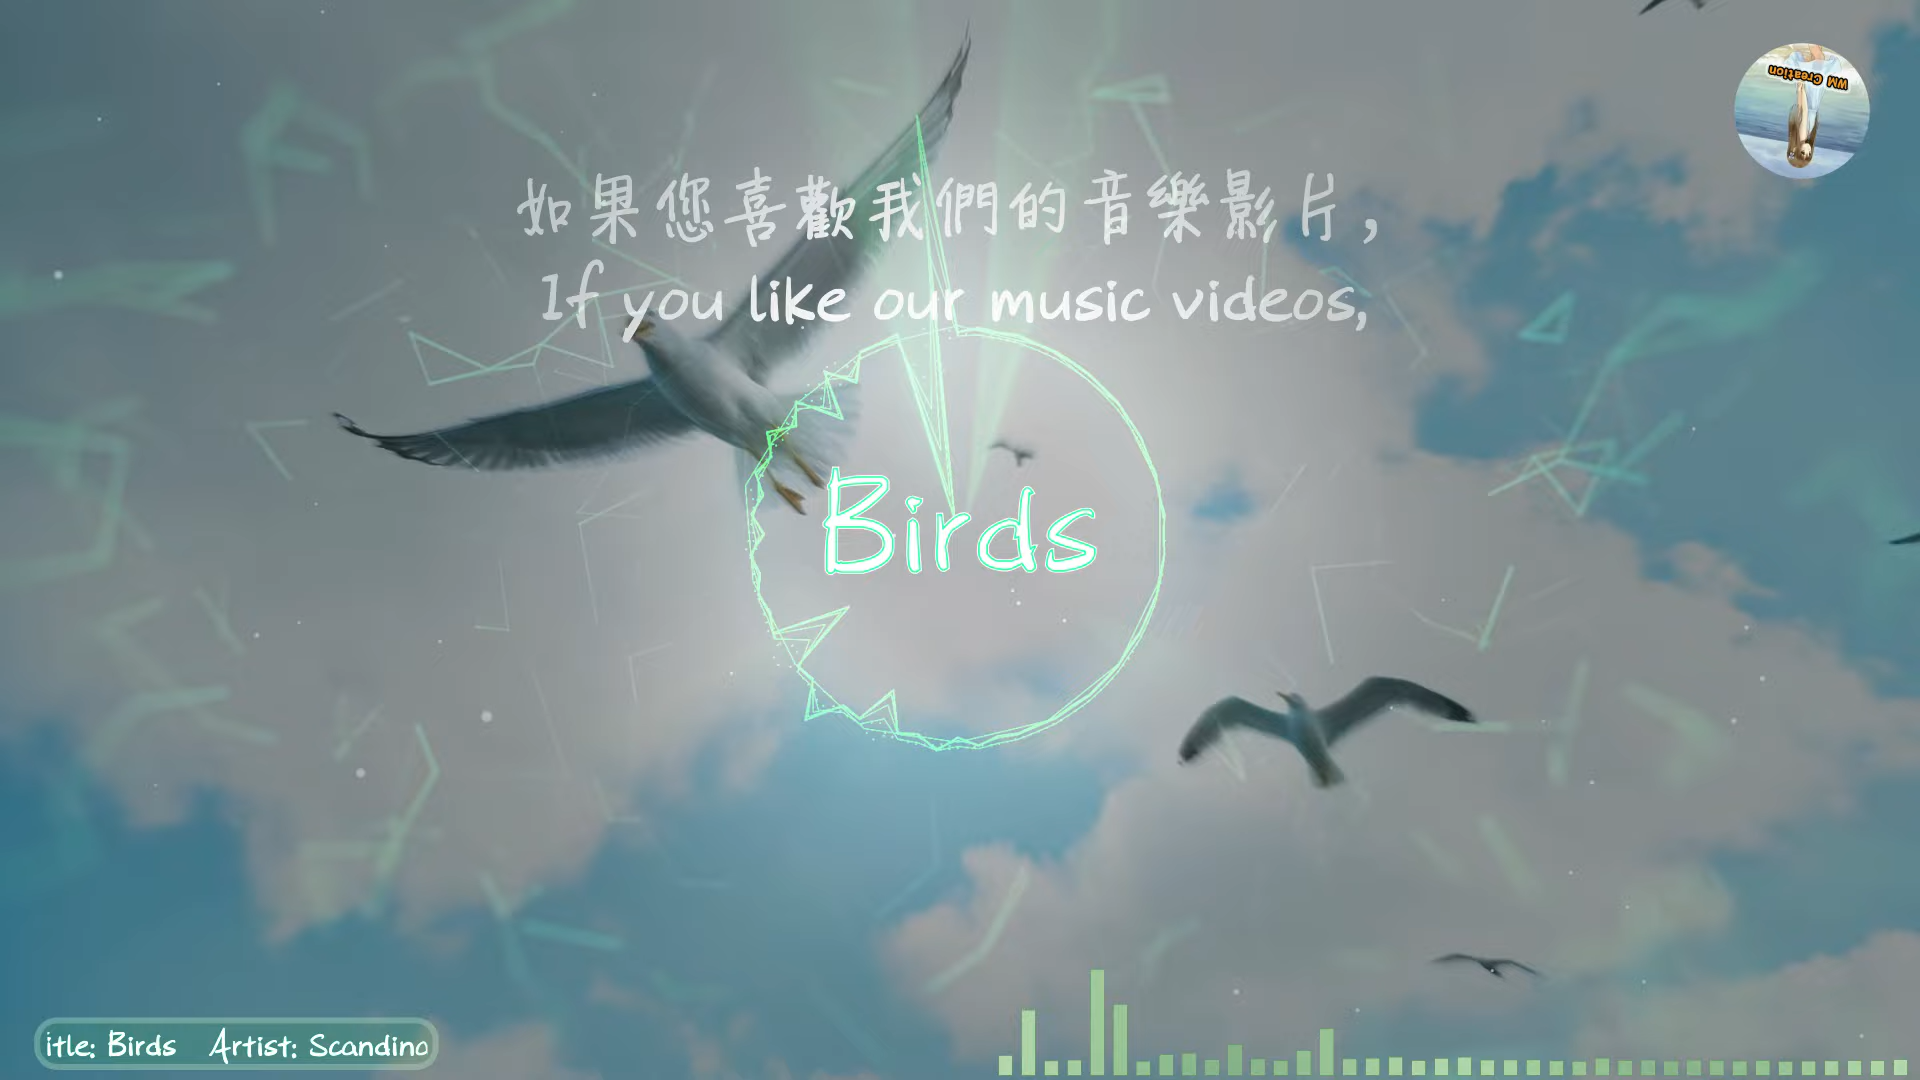 WM Creation
如果您喜歡我們的音樂影片，
If you like our music videos,
Birds
itle: Birds Artist: Scandino